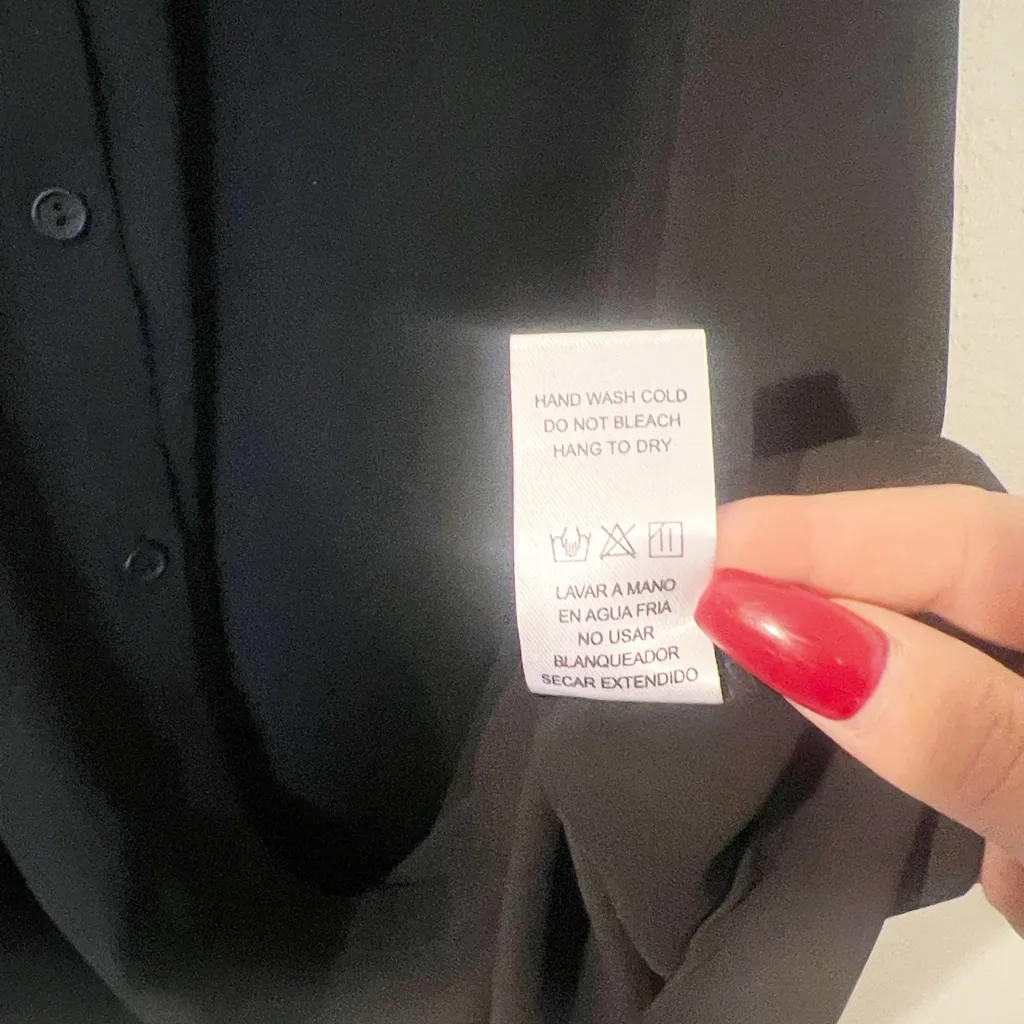 HAND WASH COLD
DO NOT BLEACH
HANG TO DRY
LAVAR A MANO
EN AGUA FRIA
NO USAR
BLANQUEADOR
SECAR EXTENDIDO